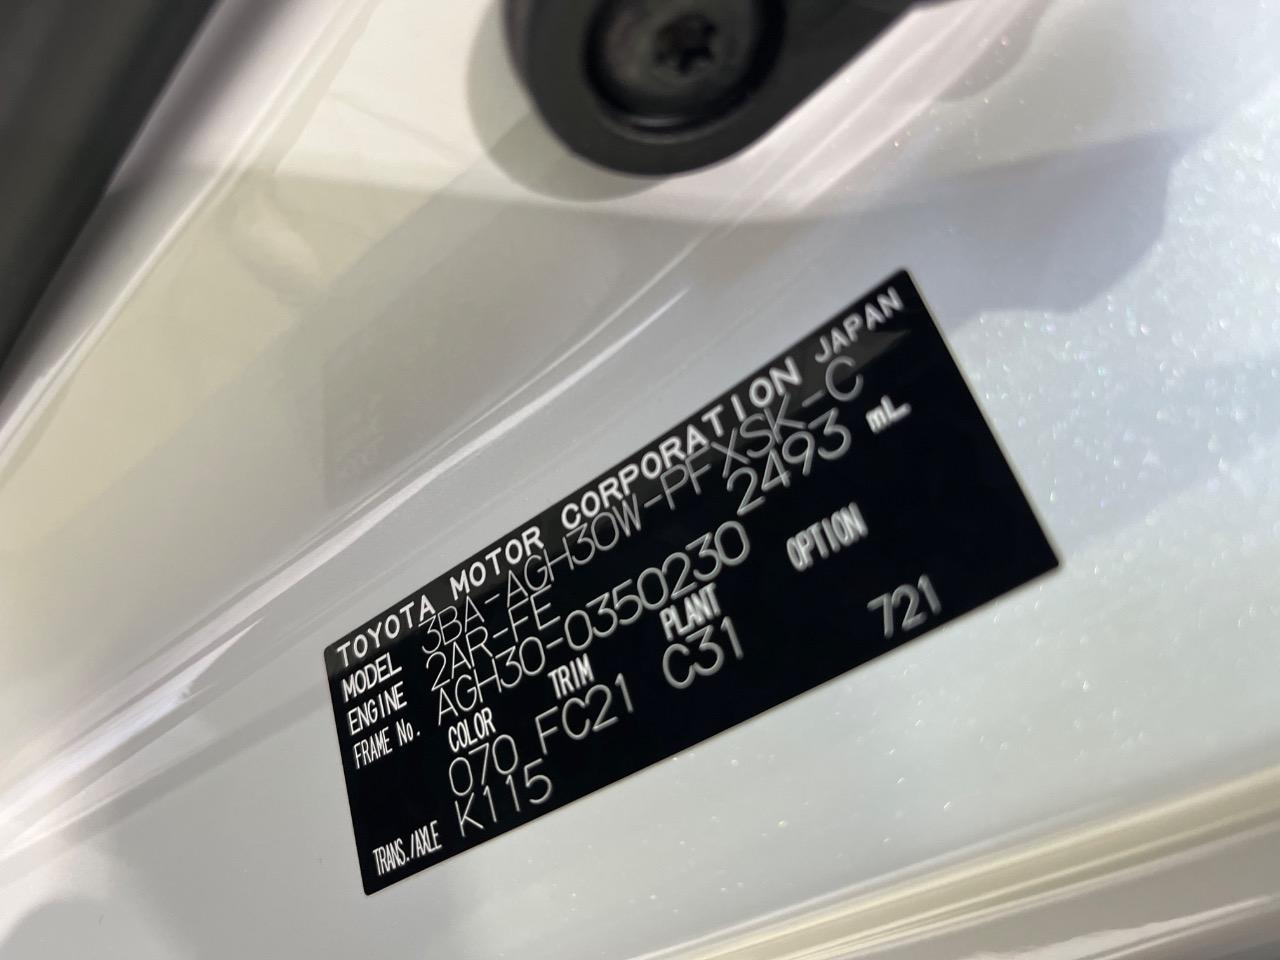 TOYOTA MOTOR CORPORATION JAPAN
MODEL 3BA-AGH30W-PFXSK-C
ENGINE 2AR-FE 2493 mL
FRAME No. AGH30-0350230
COLOR TRIM PLANT OPTION
070 FC21 C31 721
TRANS./AXLE K115